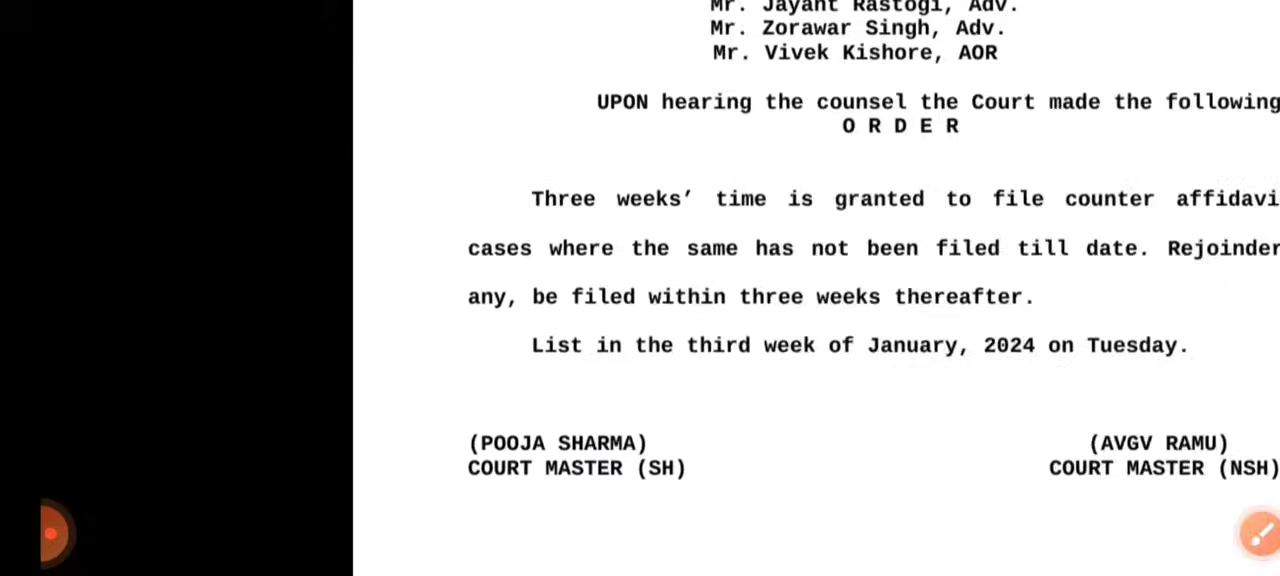 Mr. Jayant Rastogi, Adv.
Mr. Zorawar Singh, Adv.
Mr. Vivek Kishore, AOR
UPON hearing the counsel the Court made the following
O R D E R
Three weeks’ time is granted to file counter affidavi
cases where the same has not been filed till date. Rejoinder
any, be filed within three weeks thereafter.
List in the third week of January, 2024 on Tuesday.
(POOJA SHARMA) (AVGV RAMU)
COURT MASTER (SH) COURT MASTER (NSH)